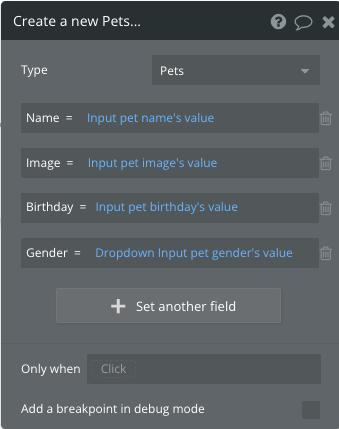 Create a new Pets...
Type Pets
Name = Input pet name's value
Image = Input pet image's value
Birthday = Input pet birthday's value
Gender = Dropdown Input pet gender's value
Set another field
Only when Click
Add a breakpoint in debug mode